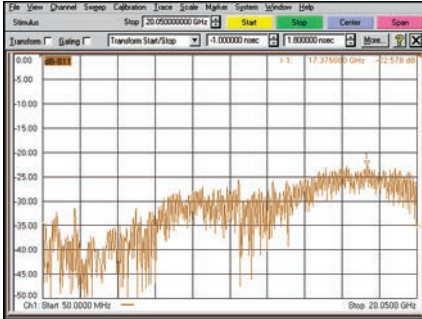 File View Channel Sweep Calibration Trace Scale Marker System Window Help
Stimulus Stop 20.050000000 GHz Start Stop Center Span
Transform Gating Transform Start/Stop -1.000000 nsec 1.800000 nsec More... ?
0.00 dB-S11 > 1: 17.375000 GHz -22.578 dB
-5.00
-10.00
-15.00
-20.00
1
-25.00
-30.00
-35.00
-40.00
-45.00
-50.00
Ch1: Start 50.0000 MHz Stop 20.0500 GHz